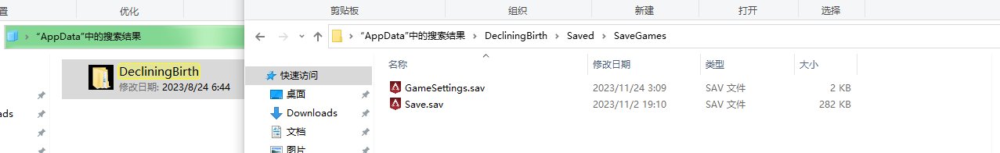 置
优化
“AppData”中的搜索结果
DecliningBirth
修改日期: 2023/8/24 6:44
ads
剪贴板
组织
新建
打开
选择
“AppData”中的搜索结果 DecliningBirth Saved SaveGames
名称
修改日期
类型
大小
快速访问
桌面
Downloads
文档
图片
GameSettings.sav 2023/11/24 3:09 SAV 文件 2 KB
Save.sav 2023/11/2 19:10 SAV 文件 282 KB